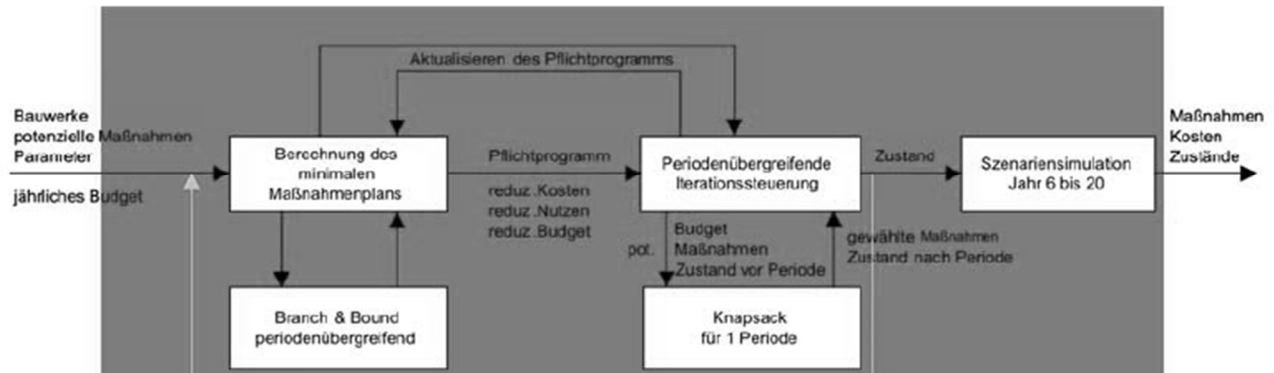 Aktualisieren des Pflichtprogramms
Bauwerke
potenzielle Maßnahmen
Parameter
jährliches Budget
Berechnung des
minimalen
Maßnahmenplans
Pflichtprogramm
reduz.Kosten
reduz.Nutzen
reduz.Budget
Periodenübergreifende
Iterationssteuerung
Zustand
Szenariensimulation
Jahr 6 bis 20
Maßnahmen
Kosten
Zustände
Budget
pot. Maßnahmen
Zustand vor Periode
gewählte Maßnahmen
Zustand nach Periode
Branch & Bound
periodenübergreifend
Knapsack
für 1 Periode